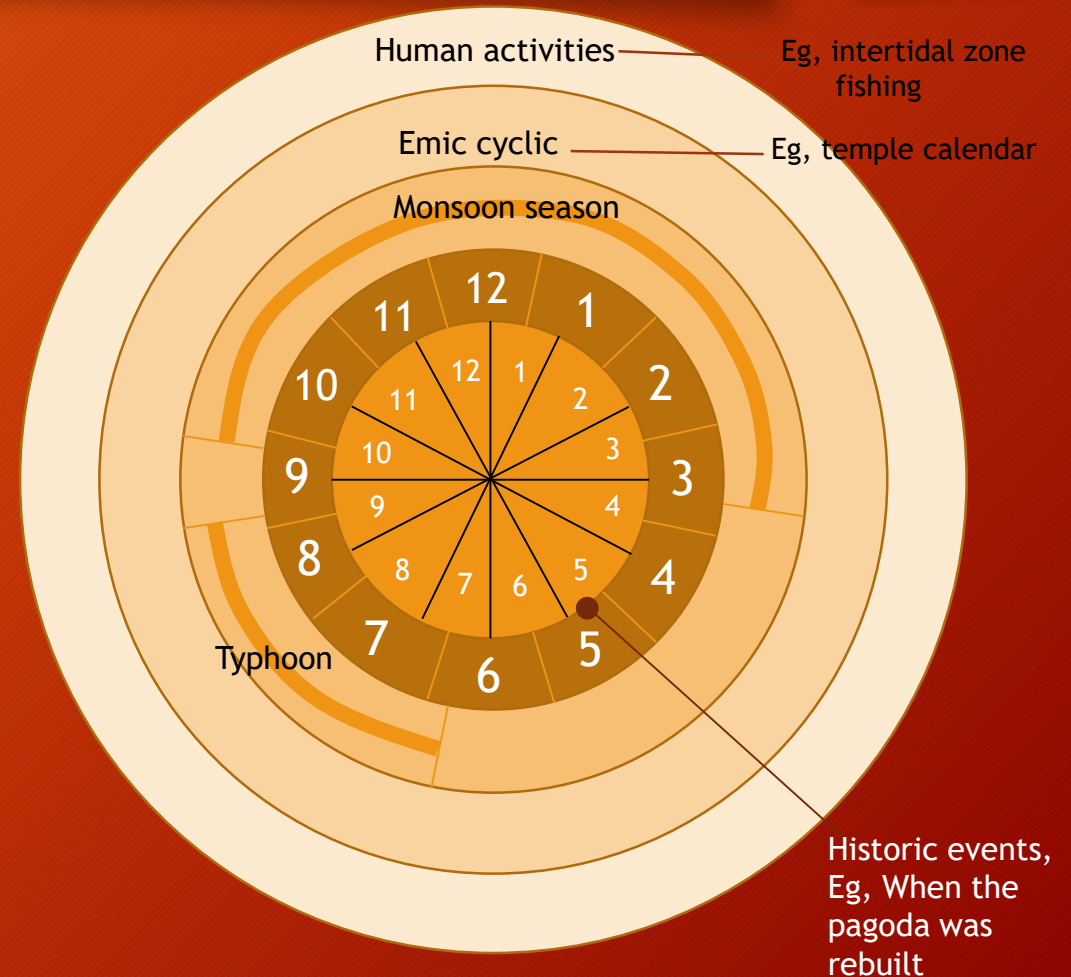 Human activities
Eg, intertidal zone
fishing
Emic cyclic
Eg, temple calendar
Monsoon season
12
1
2
3
4
5
6
7
8
9
10
11
12
1
2
3
4
5
6
7
8
9
10
11
Typhoon
Historic events,
Eg, When the
pagoda was
rebuilt